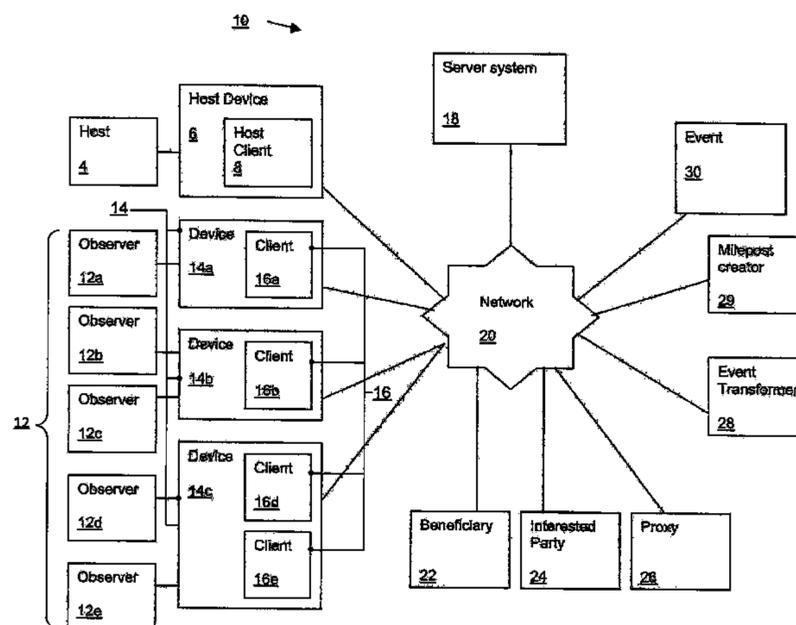 10
Server system
18
Host Device
6
Host
Client
8
Host
4
Event
30
14
Observer
12a
Device
14a
Client
16a
Milepost
creator
29
Network
20
Observer
12b
Device
14b
Client
16b
Observer
12c
16
Event
Transformer
28
12
Device
14c
Client
16d
Observer
12d
Client
16e
Beneficiary
22
Interested
Party
24
Proxy
26
Observer
12e